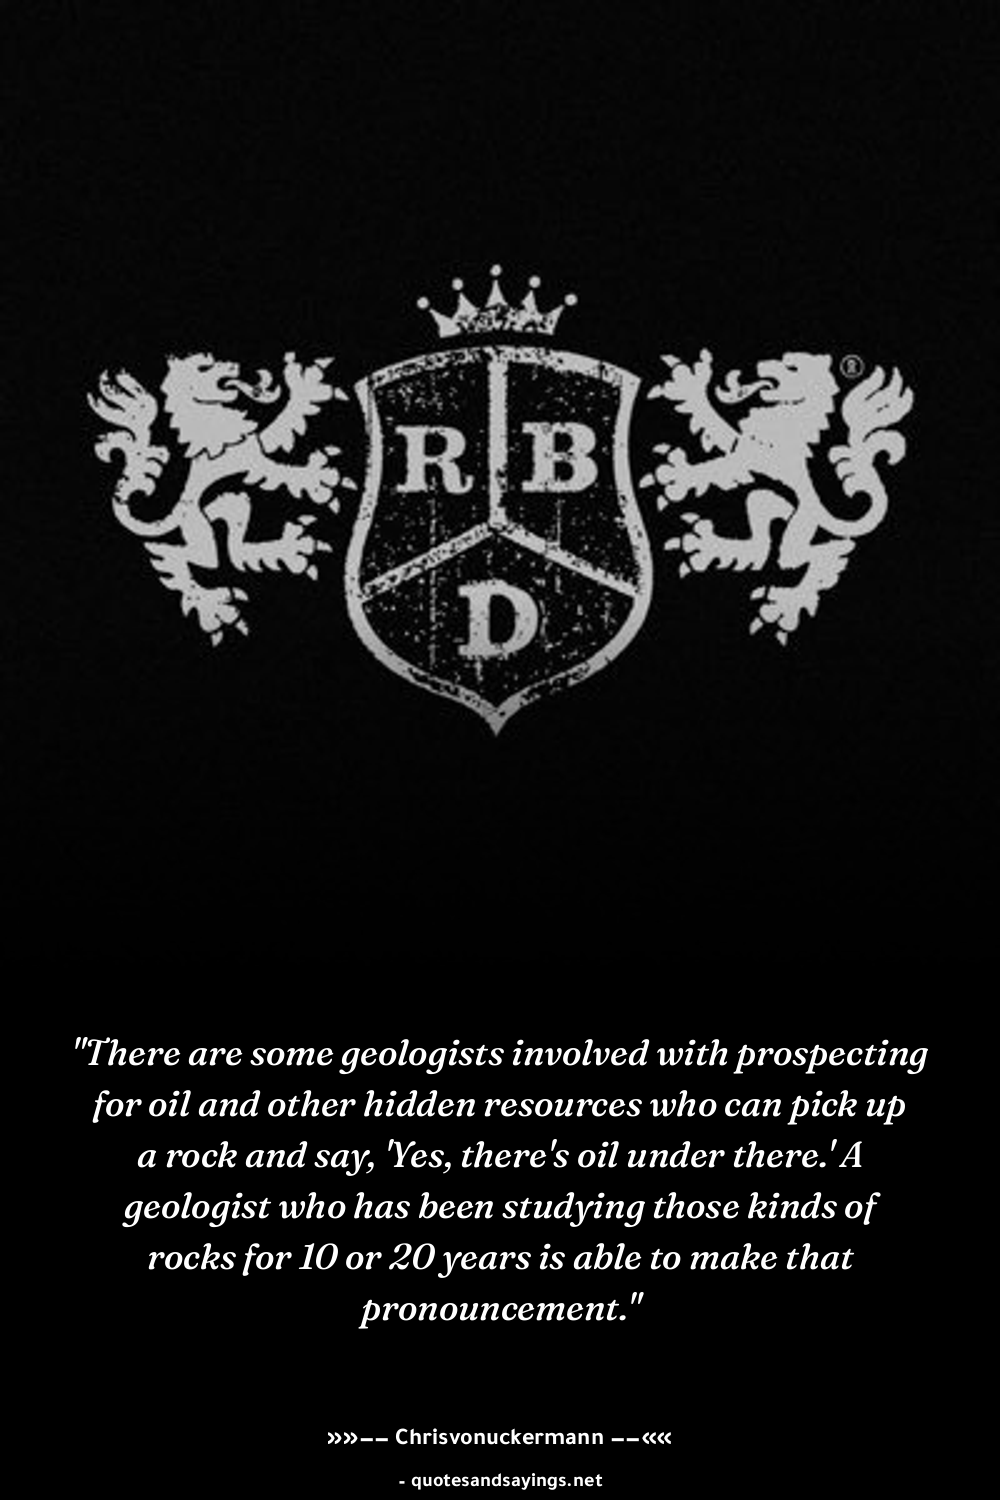 ®
R B
D
"There are some geologists involved with prospecting
for oil and other hidden resources who can pick up
a rock and say, 'Yes, there's oil under there.' A
geologist who has been studying those kinds of
rocks for 10 or 20 years is able to make that
pronouncement."
»»−− Chrisvonuckermann −−««
- quotesandsayings.net